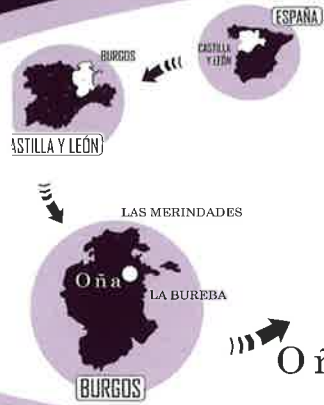 ESPAÑA
CASTILLA
Y LEÓN
BURGOS
ASTILLA Y LEÓN
LAS MERINDADES
Oña
LA BUREBA
BURGOS
O